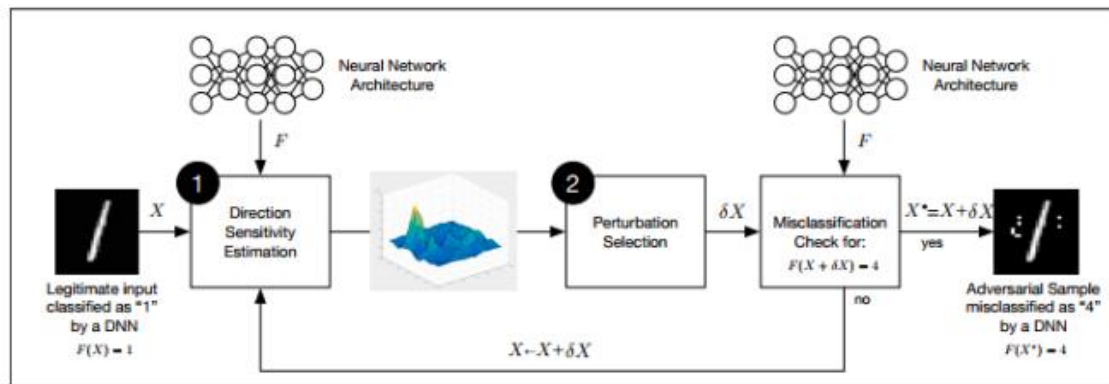 Neural Network
Architecture
F
1
Direction
Sensitivity
Estimation
X
Legitimate input
classified as "1"
by a DNN
F(X) = 1
2
Perturbation
Selection
δX
Neural Network
Architecture
F
Misclassification
Check for:
F(X + δX) = 4
X*=X+δX
yes
no
Adversarial Sample
misclassified as "4"
by a DNN
F(X*) = 4
X←X+δX